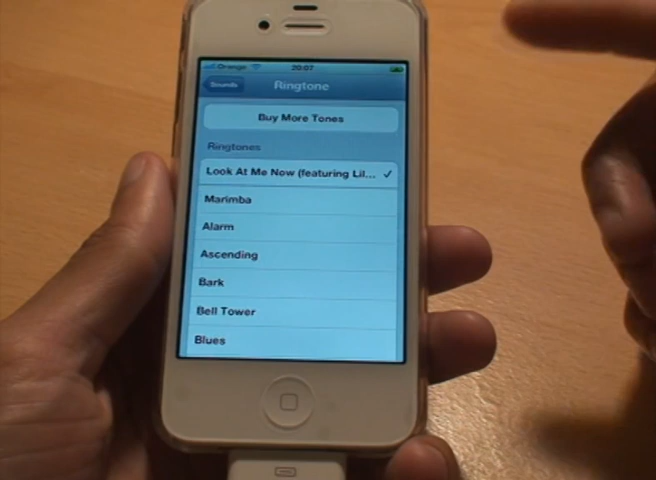 Orange 20:07
Sounds Ringtone
Buy More Tones
Ringtones
Look At Me Now (featuring Lil...
Marimba
Alarm
Ascending
Bark
Bell Tower
Blues